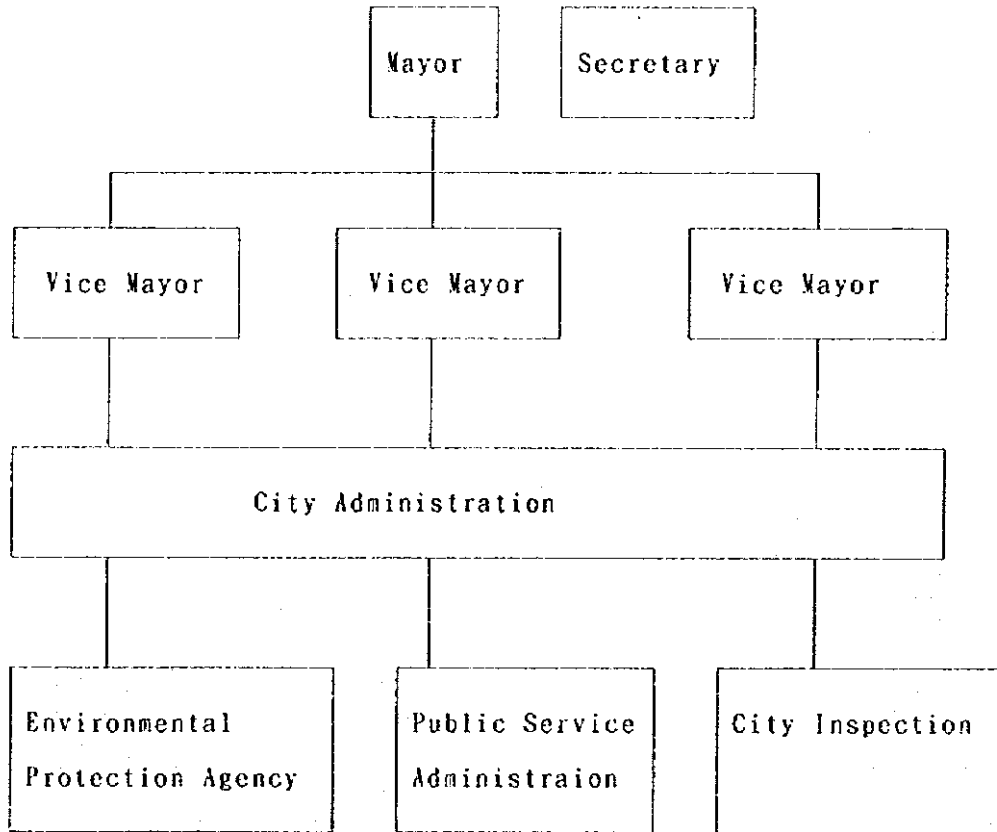 Mayor
Secretary
Vice Mayor
Vice Mayor
Vice Mayor
City Administration
Environmental
Protection Agency
Public Service
Administraion
City Inspection